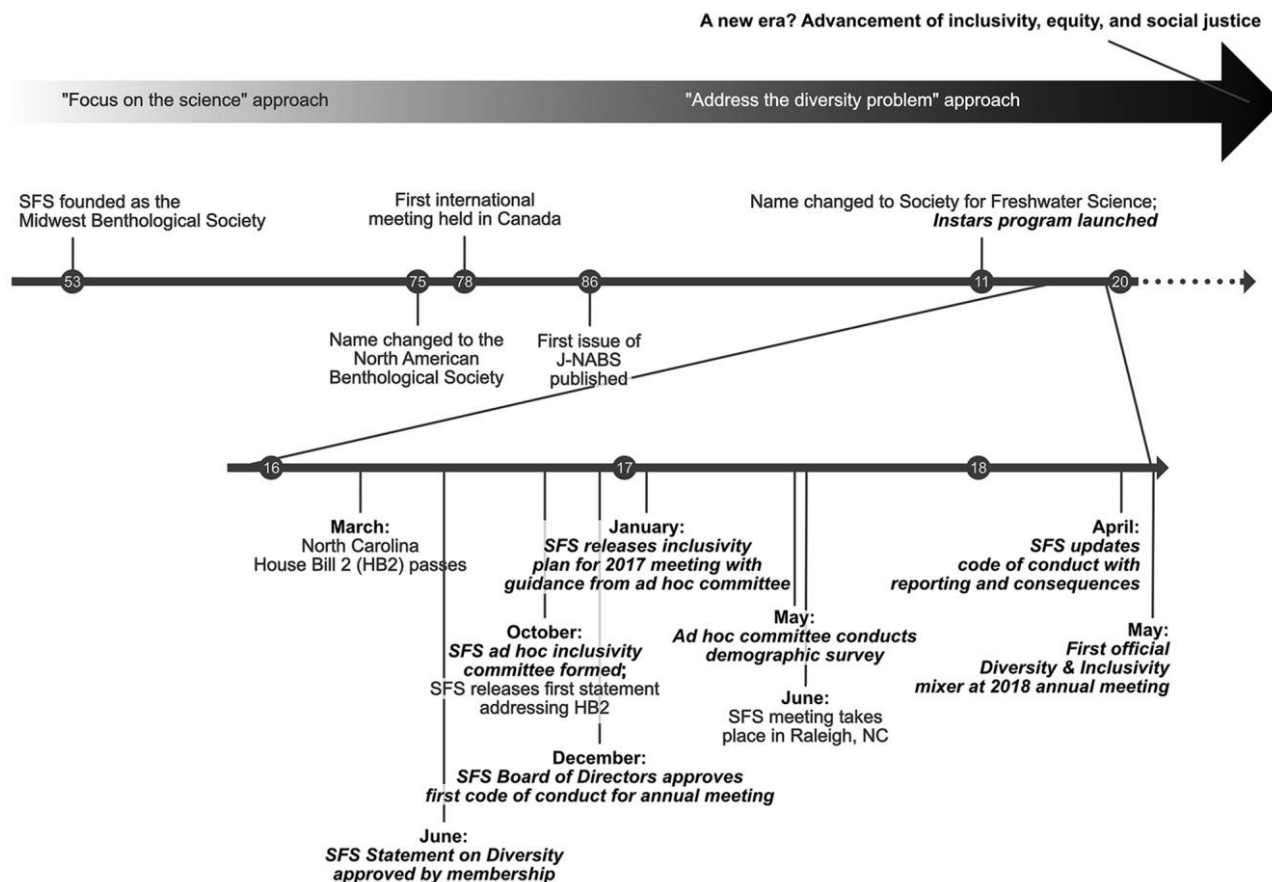 A new era? Advancement of inclusivity, equity, and social justice
"Focus on the science" approach
"Address the diversity problem" approach
SFS founded as the
Midwest Benthological Society
First international
meeting held in Canada
Name changed to Society for Freshwater Science;
Instars program launched
53
75
78
86
11
20
Name changed to the
North American
Benthological Society
First issue of
J-NABS
published
16
17
18
March:
North Carolina
House Bill 2 (HB2) passes
January:
SFS releases inclusivity
plan for 2017 meeting with
guidance from ad hoc committee
April:
SFS updates
code of conduct with
reporting and consequences
October:
SFS ad hoc inclusivity
committee formed;
SFS releases first statement
addressing HB2
May:
Ad hoc committee conducts
demographic survey
May:
First official
Diversity & Inclusivity
mixer at 2018 annual meeting
June:
SFS meeting takes
place in Raleigh, NC
December:
SFS Board of Directors approves
first code of conduct for annual meeting
June:
SFS Statement on Diversity
approved by membership